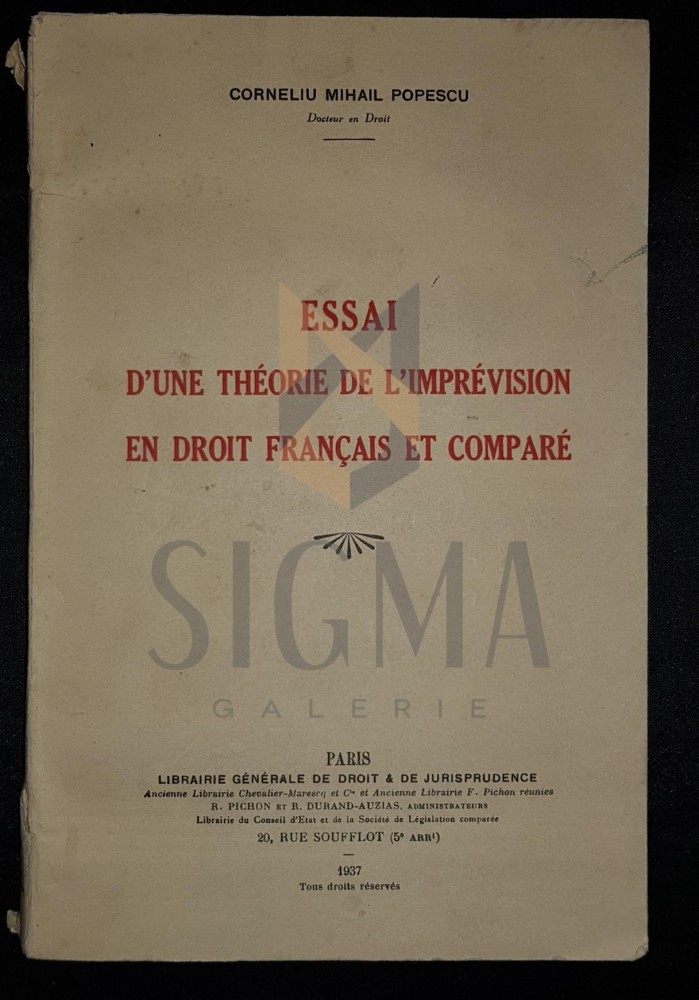 CORNELIU MIHAIL POPESCU
Docteur en Droit
ESSAI
D'UNE THÉORIE DE L'IMPRÉVISION
EN DROIT FRANÇAIS ET COMPARÉ
SIGMA
GALERIE
PARIS
LIBRAIRIE GÉNÉRALE DE DROIT & DE JURISPRUDENCE
Ancienne Librairie Chevalier-Marescq et Cie et Ancienne Librairie F. Pichon réunies
R. PICHON ET R. DURAND-AUZIAS, ADMINISTRATEURS
Librairie du Conseil d'Etat et de la Société de Législation comparée
20, RUE SOUFFLOT (5e ARRt)
1937
Tous droits réservés